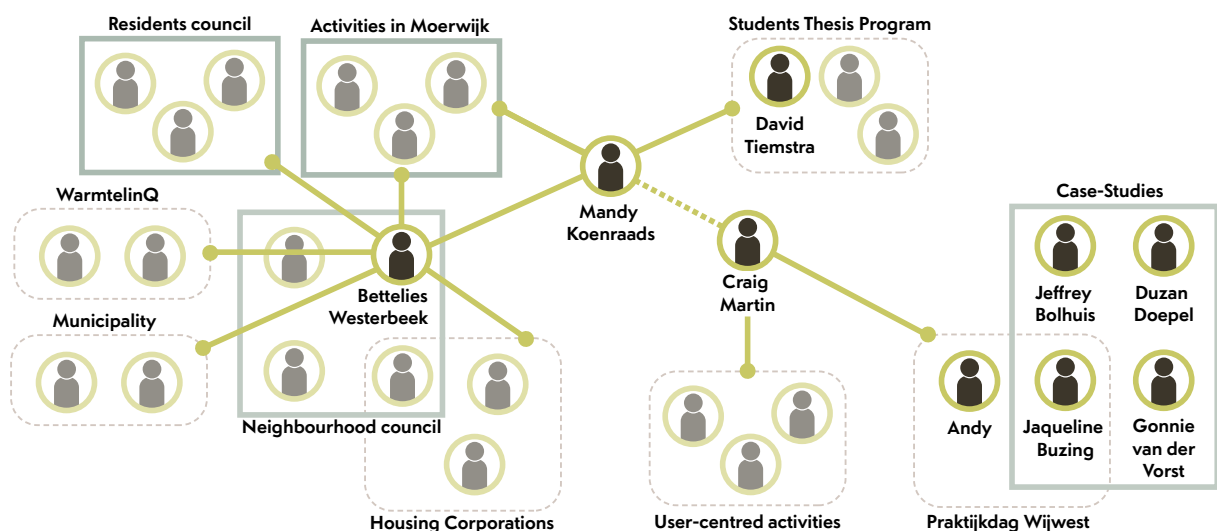 Residents council
Activities in Moerwijk
Students Thesis Program
David
Tiemstra
WarmtelinQ
Mandy
Koenraads
Case-Studies
Bettelies
Westerbeek
Craig
Martin
Jeffrey
Bolhuis
Duzan
Doepel
Municipality
Neighbourhood council
Andy
Jaqueline
Buzing
Gonnie
van der
Vorst
Housing Corporations
User-centred activities
Praktijkdag Wijwest